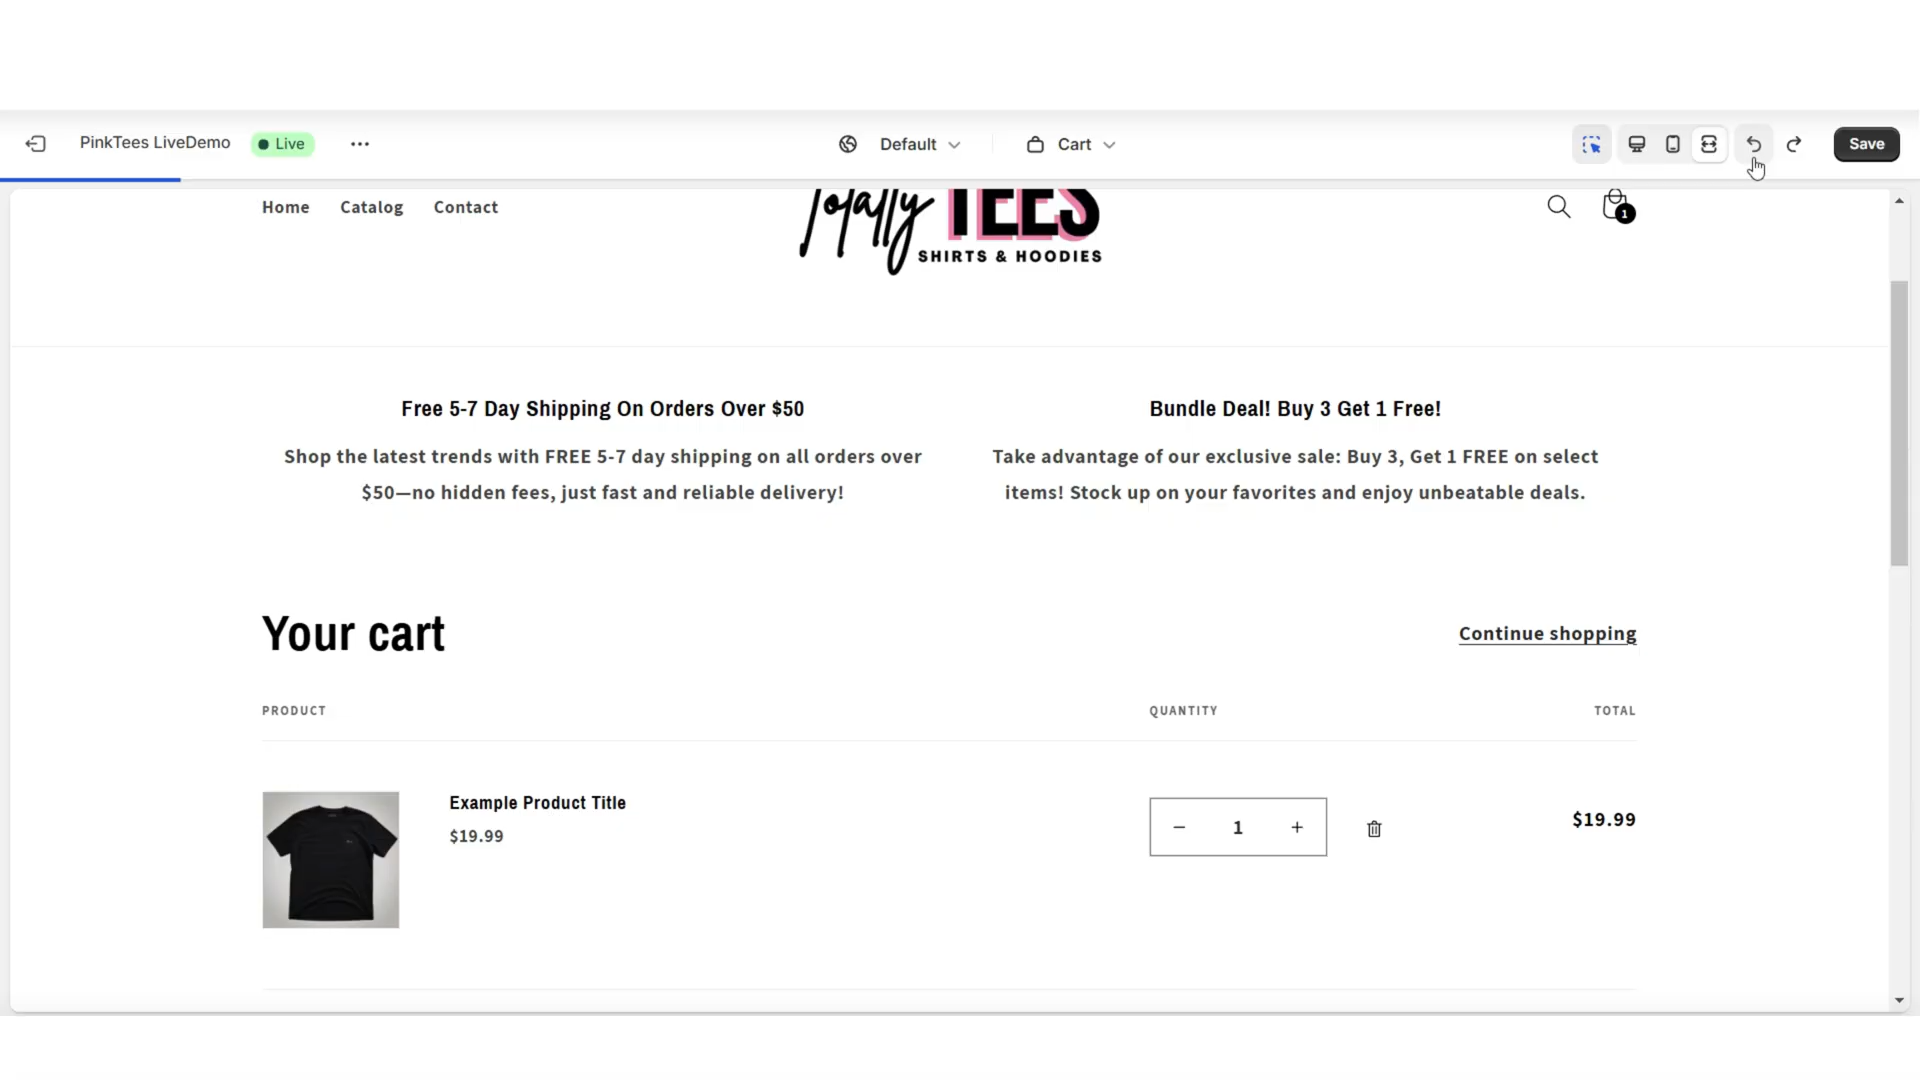 PinkTees LiveDemo
Live
Default
Cart
Save
Home
Catalog
Contact
Totally TEES
SHIRTS & HOODIES
1
Free 5-7 Day Shipping On Orders Over $50
Shop the latest trends with FREE 5-7 day shipping on all orders over
$50—no hidden fees, just fast and reliable delivery!
Bundle Deal! Buy 3 Get 1 Free!
Take advantage of our exclusive sale: Buy 3, Get 1 FREE on select
items! Stock up on your favorites and enjoy unbeatable deals.
Your cart
Continue shopping
PRODUCT
QUANTITY
TOTAL
Example Product Title
$19.99
1
$19.99